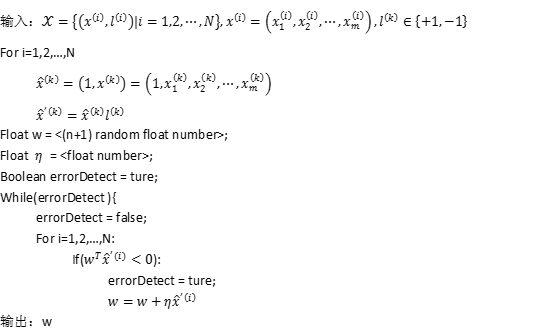 输入：𝒳 = {(x^(i), l^(i))|i = 1,2,⋯,N}, x^(i) = (x_1^(i), x_2^(i), ⋯, x_m^(i)), l^(k) ∈ {+1, −1}
For i=1,2,...,N
x̂^(k) = (1, x^(k)) = (1, x_1^(k), x_2^(k), ⋯, x_m^(k))
x̂′^(k) = x̂^(k) l^(k)
Float w = <(n+1) random float number>;
Float η = <float number>;
Boolean errorDetect = ture;
While(errorDetect){
errorDetect = false;
For i=1,2,...,N:
If(w^T x̂′^(i) < 0):
errorDetect = ture;
w = w + ηx̂′^(i)
输出：w